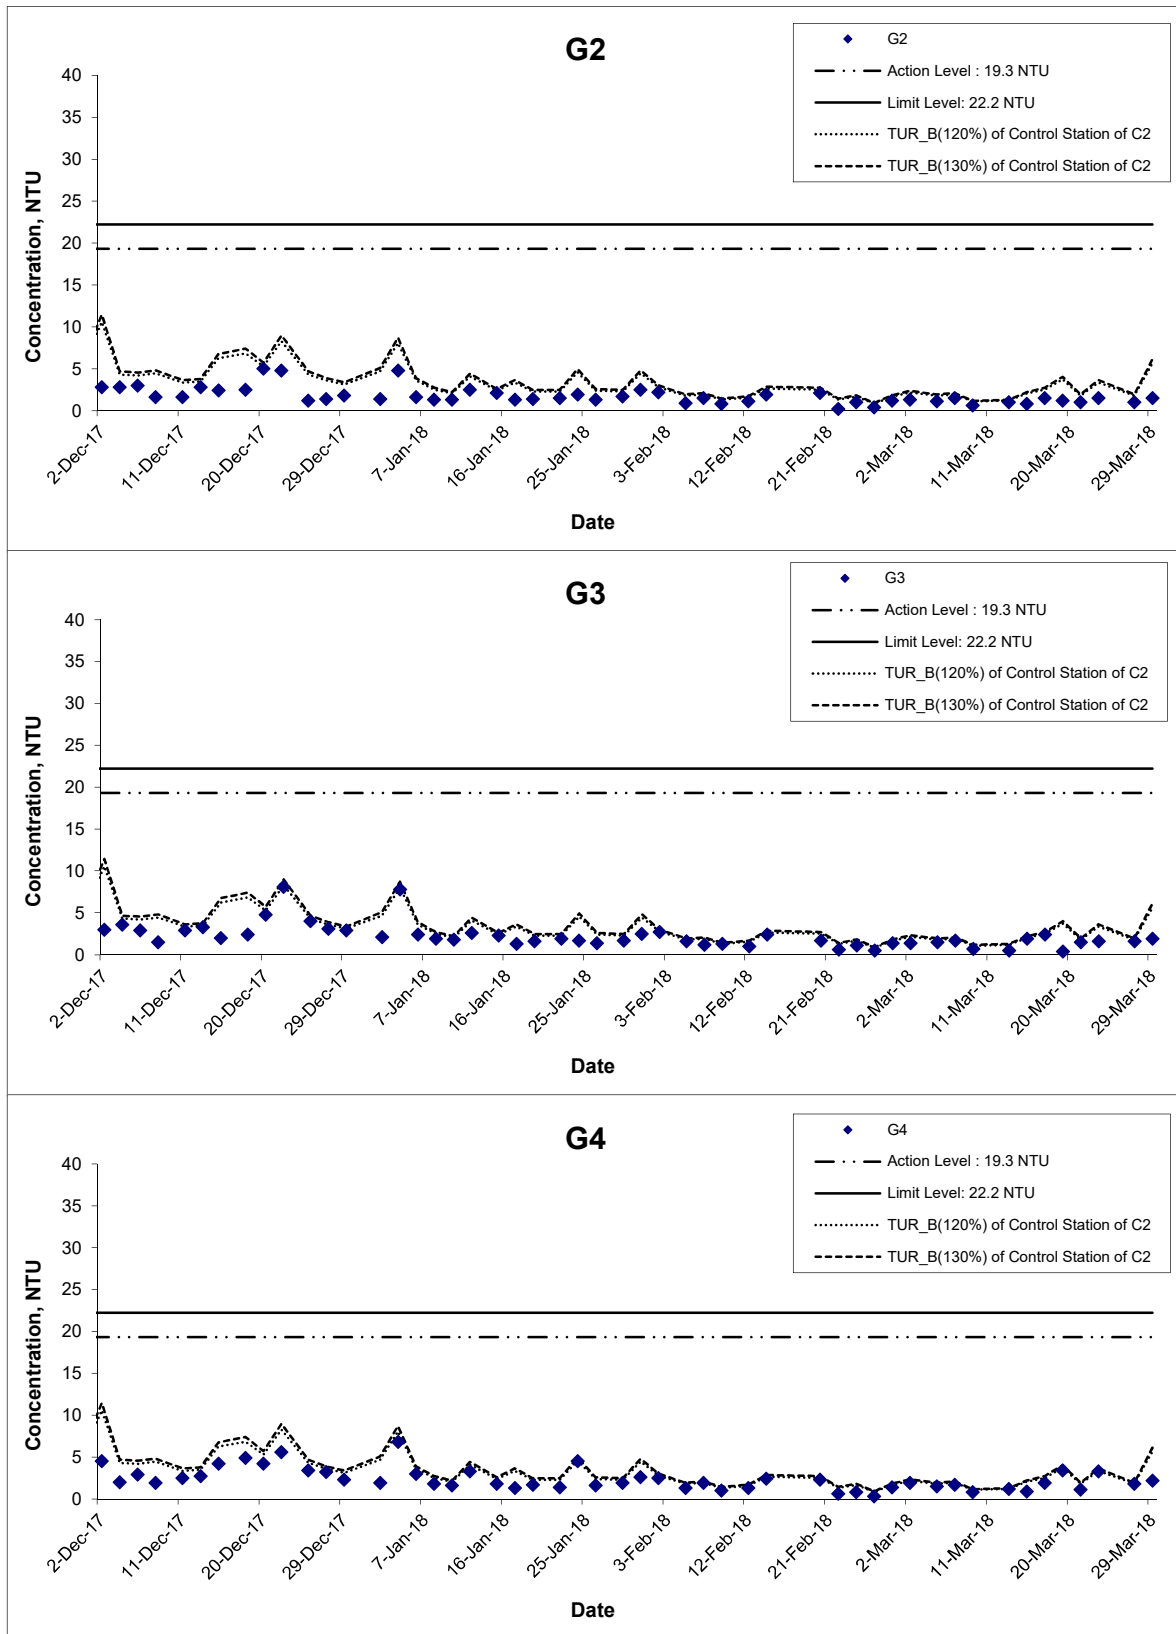 G2
G2
Action Level : 19.3 NTU
Limit Level: 22.2 NTU
TUR_B(120%) of Control Station of C2
TUR_B(130%) of Control Station of C2
Concentration, NTU
40
35
30
25
20
15
10
5
0
2-Dec-17
11-Dec-17
20-Dec-17
29-Dec-17
7-Jan-18
16-Jan-18
25-Jan-18
3-Feb-18
12-Feb-18
21-Feb-18
2-Mar-18
11-Mar-18
20-Mar-18
29-Mar-18
Date
G3
G3
Action Level : 19.3 NTU
Limit Level: 22.2 NTU
TUR_B(120%) of Control Station of C2
TUR_B(130%) of Control Station of C2
Concentration, NTU
40
35
30
25
20
15
10
5
0
2-Dec-17
11-Dec-17
20-Dec-17
29-Dec-17
7-Jan-18
16-Jan-18
25-Jan-18
3-Feb-18
12-Feb-18
21-Feb-18
2-Mar-18
11-Mar-18
20-Mar-18
29-Mar-18
Date
G4
G4
Action Level : 19.3 NTU
Limit Level: 22.2 NTU
TUR_B(120%) of Control Station of C2
TUR_B(130%) of Control Station of C2
Concentration, NTU
40
35
30
25
20
15
10
5
0
2-Dec-17
11-Dec-17
20-Dec-17
29-Dec-17
7-Jan-18
16-Jan-18
25-Jan-18
3-Feb-18
12-Feb-18
21-Feb-18
2-Mar-18
11-Mar-18
20-Mar-18
29-Mar-18
Date